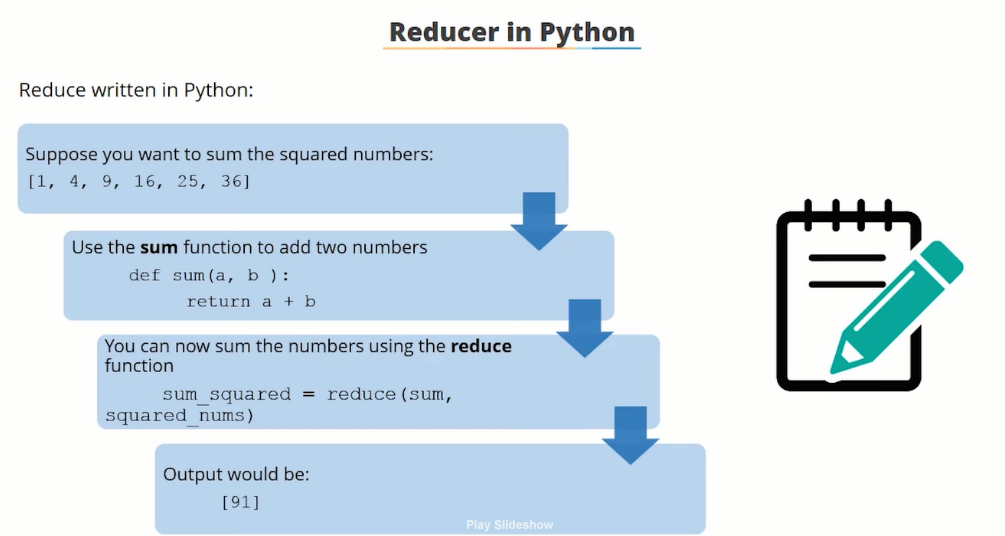 Reducer in Python
Reduce written in Python:
Suppose you want to sum the squared numbers:
[1, 4, 9, 16, 25, 36]
Use the sum function to add two numbers
def sum(a, b ):
return a + b
You can now sum the numbers using the reduce
function
sum_squared = reduce(sum,
squared_nums)
Output would be:
[91]
Play Slideshow